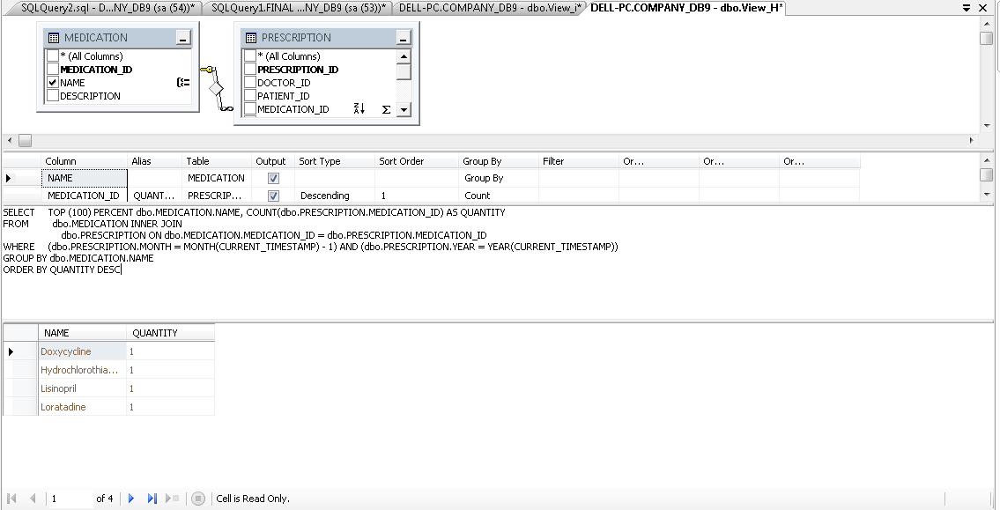 SQLQuery2.sql - D...NY_DB9 (sa (54))*
SQLQuery1.FINAL ...NY_DB9 (sa (53))*
DELL-PC.COMPANY_DB9 - dbo.View_i*
DELL-PC.COMPANY_DB9 - dbo.View_H*
MEDICATION
* (All Columns)
MEDICATION_ID
NAME
DESCRIPTION
PRESCRIPTION
* (All Columns)
PRESCRIPTION_ID
DOCTOR_ID
PATIENT_ID
MEDICATION_ID
Column Alias Table Output Sort Type Sort Order Group By Filter Or... Or... Or...
NAME MEDICATION Group By
MEDICATION_ID QUANT... PRESCRIP... Descending 1 Count
SELECT TOP (100) PERCENT dbo.MEDICATION.NAME, COUNT(dbo.PRESCRIPTION.MEDICATION_ID) AS QUANTITY
FROM dbo.MEDICATION INNER JOIN
dbo.PRESCRIPTION ON dbo.MEDICATION.MEDICATION_ID = dbo.PRESCRIPTION.MEDICATION_ID
WHERE (dbo.PRESCRIPTION.MONTH = MONTH(CURRENT_TIMESTAMP) - 1) AND (dbo.PRESCRIPTION.YEAR = YEAR(CURRENT_TIMESTAMP))
GROUP BY dbo.MEDICATION.NAME
ORDER BY QUANTITY DESC
NAME QUANTITY
Doxycycline 1
Hydrochlorothia... 1
Lisinopril 1
Loratadine 1
1 of 4 Cell is Read Only.